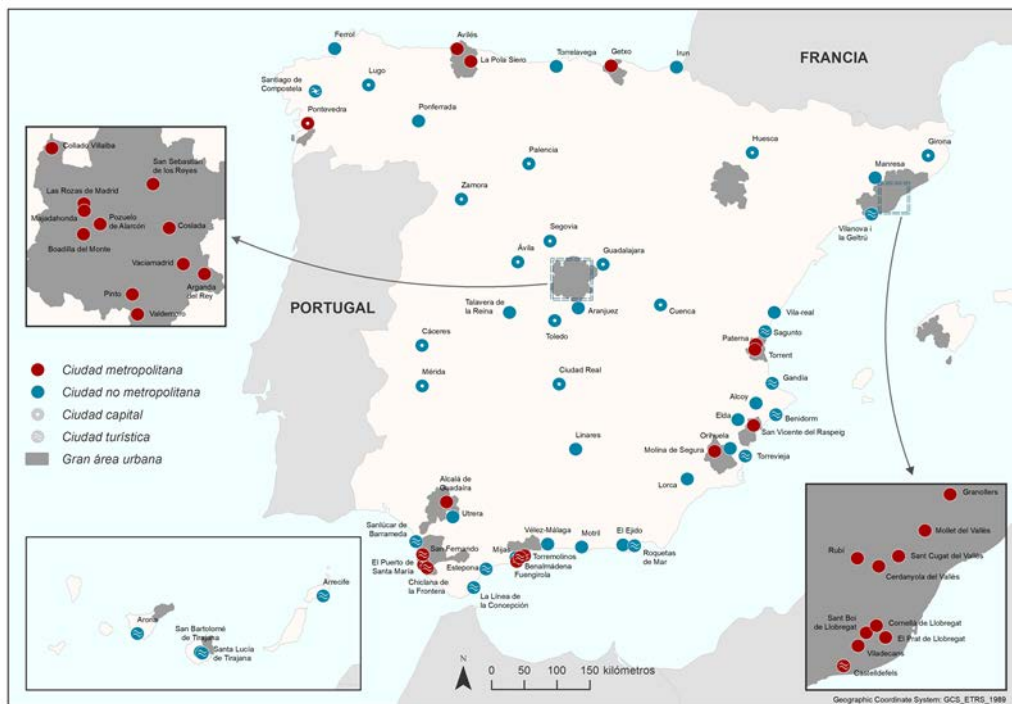 Ferrol
Avilés
La Pola Siero
Torrelavega
Getxo
Irun
FRANCIA
Santiago de
Compostela
Lugo
Pontevedra
Ponferrada
Palencia
Huesca
Girona
Manresa
Zamora
Vilanova i
la Geltrú
Segovia
Ávila
Guadalajara
Colladu Villalba
San Sebastián
de los Reyes
Las Rozas de Madrid
Majadahonda
Pozuelo
de Alarcón
Coslada
Boadilla del Monte
Vaciamadrid
Arganda
del Rey
Pinto
Valdemoro
PORTUGAL
Talavera de
la Reina
Aranjuez
Toledo
Cuenca
Vila-real
Sagunto
Paterna
Torrent
Cáceres
Mérida
Ciudad Real
Gandía
Alcoy
Benidorm
Elda
San Vicente del Raspeig
Orihuela
Molina de Segura
Torrevieja
Linares
Lorca
Ciudad metropolitana
Ciudad no metropolitana
Ciudad capital
Ciudad turística
Gran área urbana
Alcalá de
Guadaíra
Utrera
Sanlúcar de
Barrameda
San Fernando
El Puerto de
Santa María
Chiclana de
la Frontera
Estepona
La Línea de
la Concepción
Mijas
Vélez-Málaga
Torremolinos
Benalmádena
Fuengirola
Motril
El Ejido
Roquetas
de Mar
Arrecife
Arona
San Bartolomé
de Tirajana
Santa Lucía
de Tirajana
N
0 50 100 150 kilómtros
Granollers
Mollet del Vallès
Rubí
Sant Cugat del Vallès
Cerdanyola del Vallès
Sant Boi
de Llobregat
Cornellà de Llobregat
El Prat de Llobregat
Viladecans
Castelldefels
Geographic Coordinate System: GCS_ETRS_1989